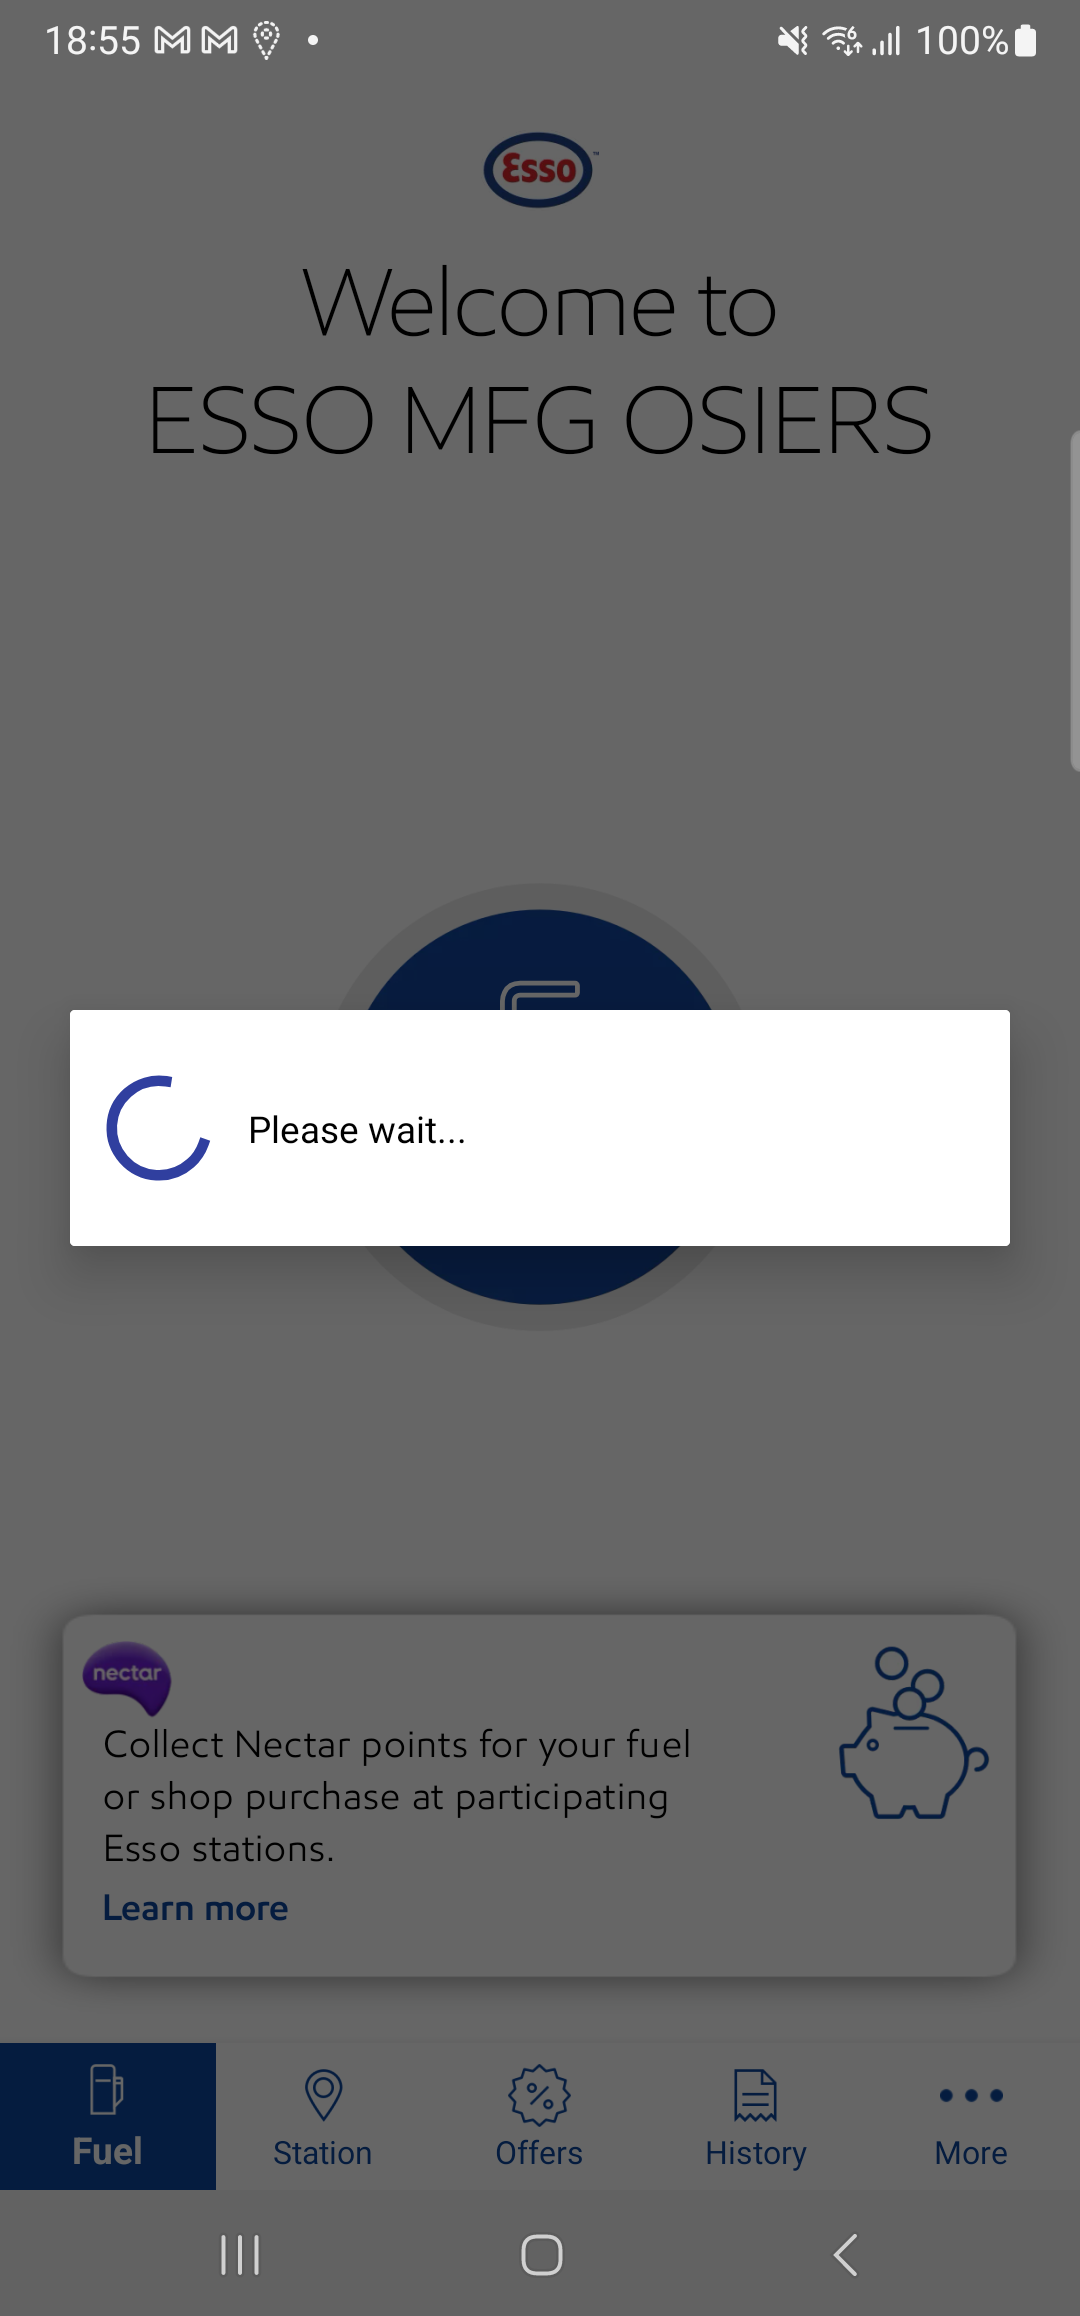 18:55
6
100%
Esso
Welcome to
ESSO MFG OSIERS
Please wait...
nectar
Collect Nectar points for your fuel
or shop purchase at participating
Esso stations.
Learn more
Fuel
Station
Offers
History
More